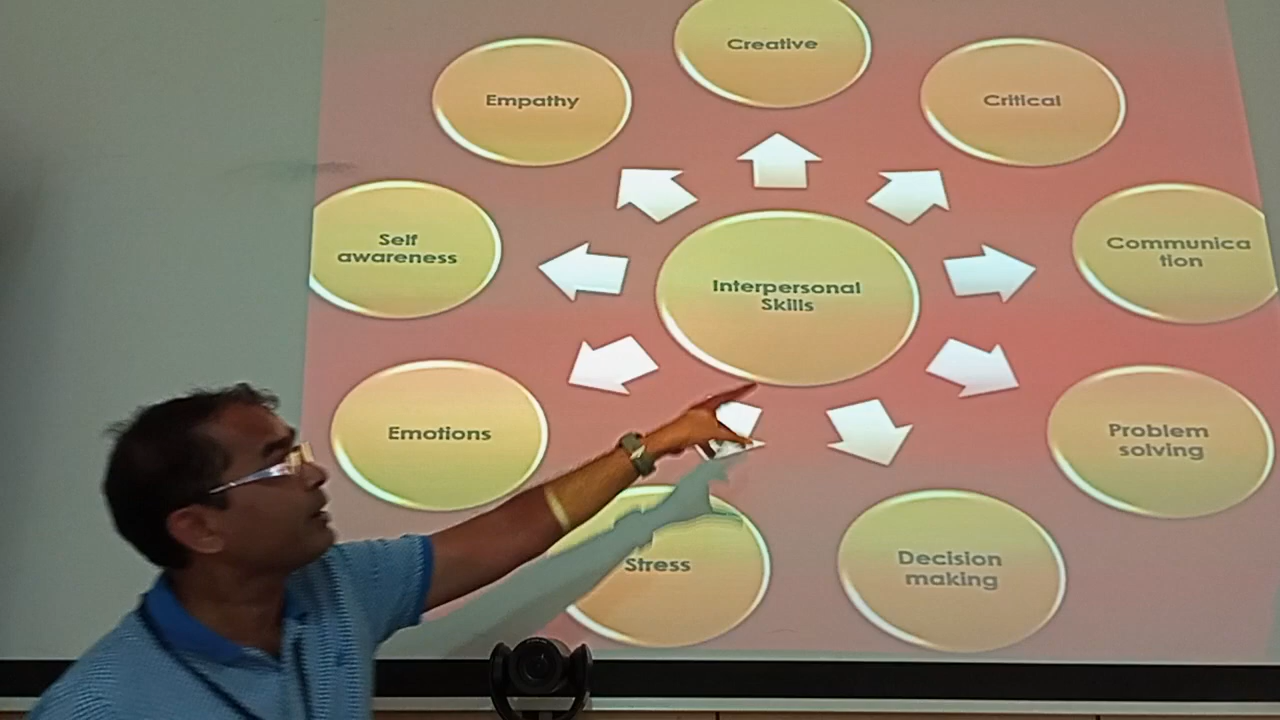 Creative
Empathy
Critical
Self
awareness
Communica
tion
Interpersonal
Skills
Emotions
Problem
solving
Stress
Decision
making